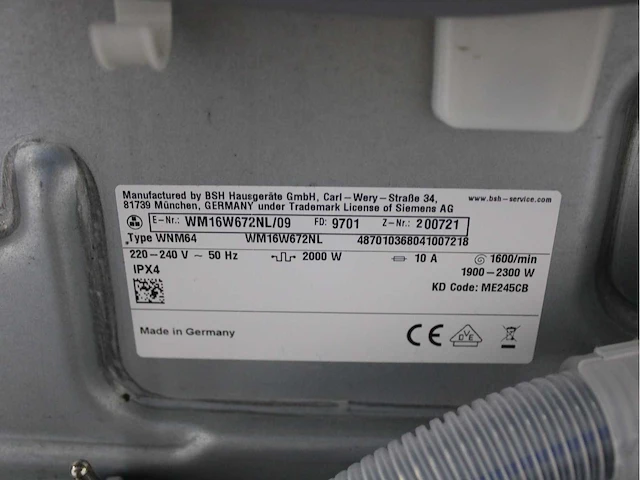 Manufactured by BSH Hausgeräte GmbH, Carl-Wery-Straße 34,
81739 München, GERMANY under Trademark License of Siemens AG
www.bsh-service.com
E-Nr.: WM16W672NL/09 FD: 9701 Z-Nr.: 200721
Type WNM64 WM16W672NL 487010368041007218
220-240 V ~ 50 Hz 2000 W 10 A 1600/min
IPX4 1900-2300 W
KD Code: ME245CB
Made in Germany
CE DVE